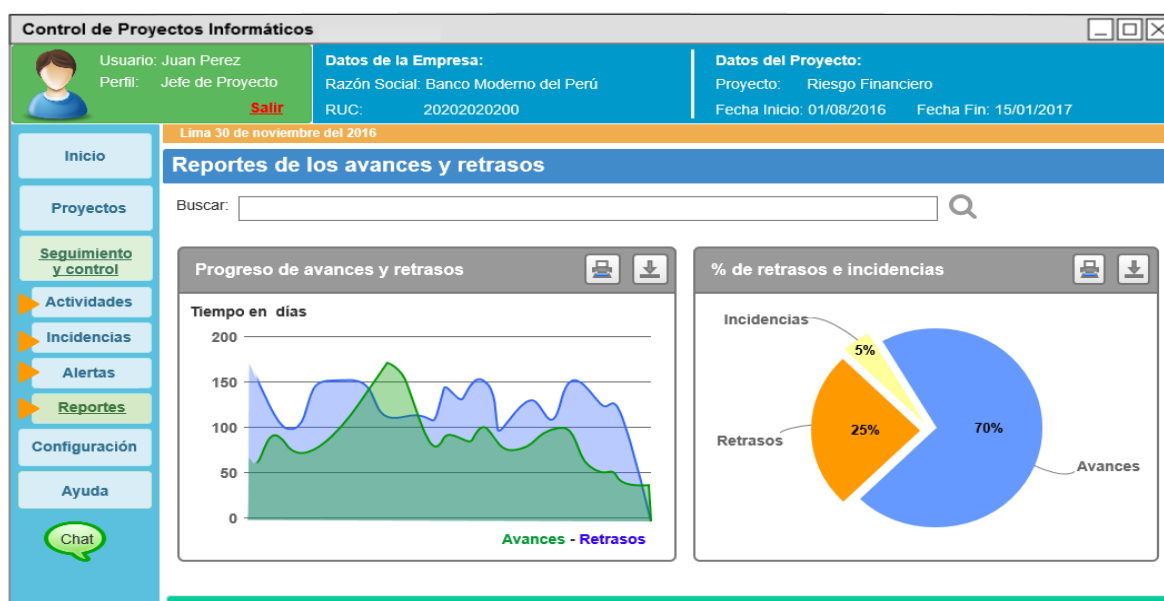 Control de Proyectos Informáticos
Usuario: Juan Perez
Perfil: Jefe de Proyecto
Salir
Datos de la Empresa:
Razón Social: Banco Moderno del Perú
RUC: 20202020200
Datos del Proyecto:
Proyecto: Riesgo Financiero
Fecha Inicio: 01/08/2016 Fecha Fin: 15/01/2017
Lima 30 de noviembre del 2016
Inicio
Proyectos
Seguimiento
y control
Actividades
Incidencias
Alertas
Reportes
Configuración
Ayuda
Chat
Reportes de los avances y retrasos
Buscar:
Progreso de avances y retrasos
Tiempo en días
200
150
100
50
0
Avances - Retrasos
% de retrasos e incidencias
Incidencias
5%
Retrasos
25%
70%
Avances